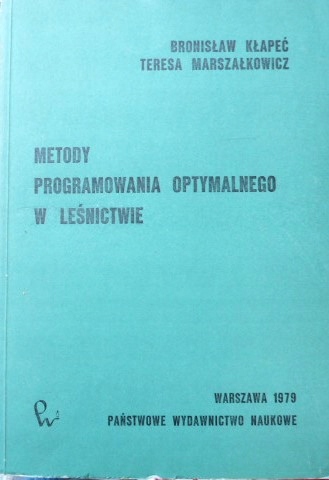 BRONISŁAW KŁAPEĆ
TERESA MARSZAŁKOWICZ
METODY
PROGRAMOWANIA OPTYMALNEGO
W LEŚNICTWIE
WARSZAWA 1979
PAŃSTWOWE WYDAWNICTWO NAUKOWE